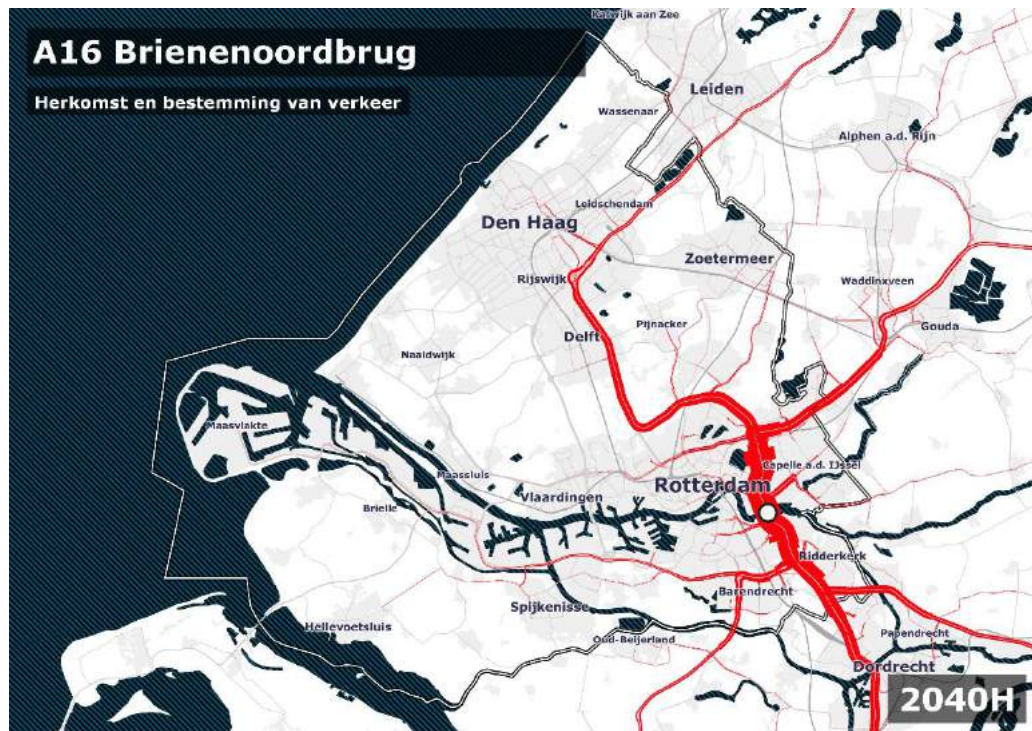 Katwijk aan Zee
A16 Brienenoordbrug
Leiden
Herkomst en bestemming van verkeer
Wassenaar
Alphen a.d. Rijn
Leidschendam
Den Haag
Zoetermeer
Rijswijk
Waddinxveen
Pijnacker
Gouda
Delft
Naaldwijk
Maasvlakte
Capelle a.d. IJssel
Maassluis
Rotterdam
Vlaardingen
Brielle
Ridderkerk
Barendrecht
Spijkenisse
Hellevoetsluis
Papendrecht
Oud-Beijerland
Dordrecht
2040H